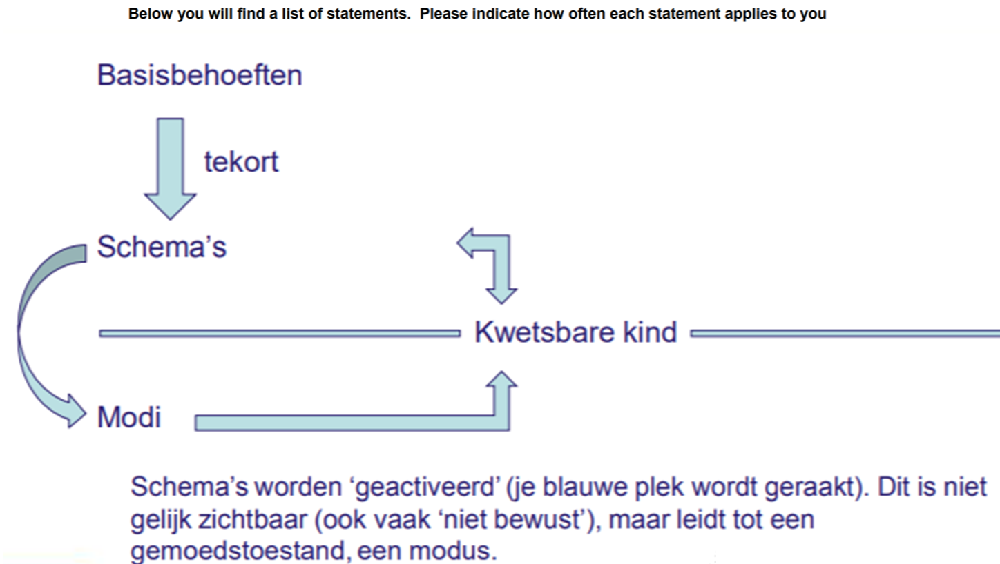 Below you will find a list of statements.  Please indicate how often each statement applies to you
Basisbehoeften
tekort
Schema’s
Kwetsbare kind
Modi
Schema’s worden ‘geactiveerd’ (je blauwe plek wordt geraakt). Dit is niet
gelijk zichtbaar (ook vaak ‘niet bewust’), maar leidt tot een
gemoedstoestand, een modus.